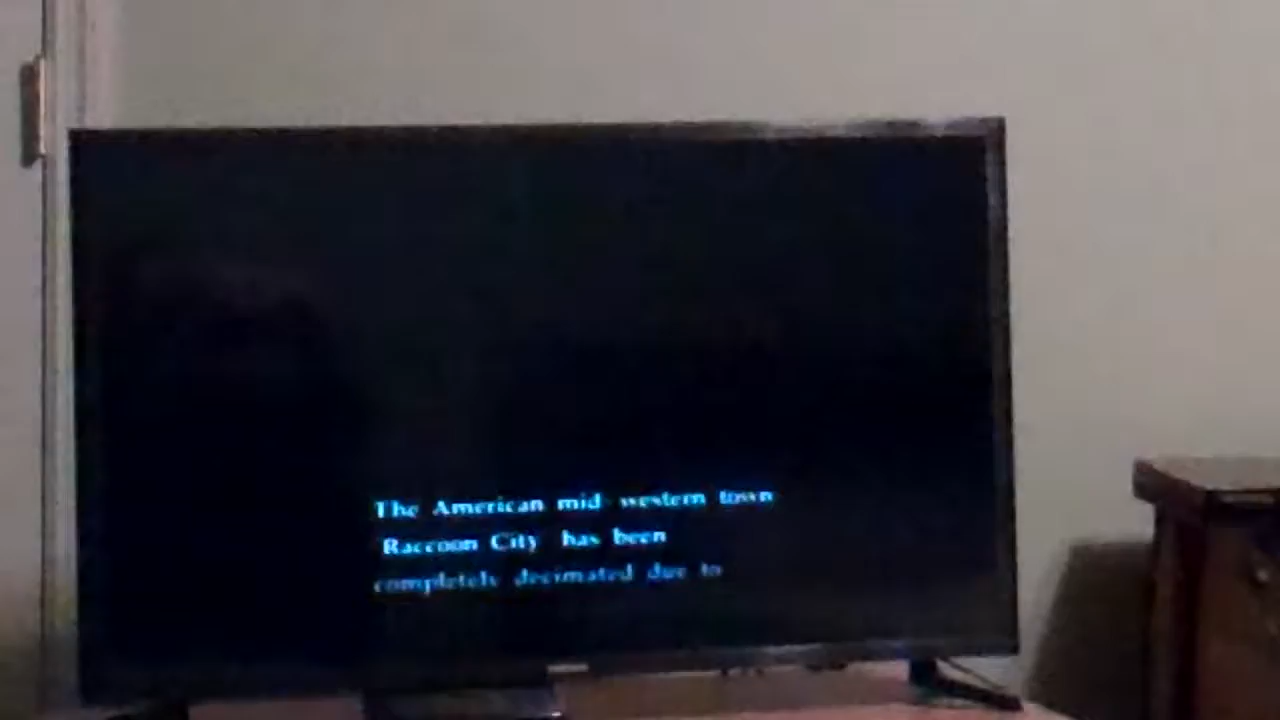 The American mid-western town
Raccoon City has been
completely decimated due to